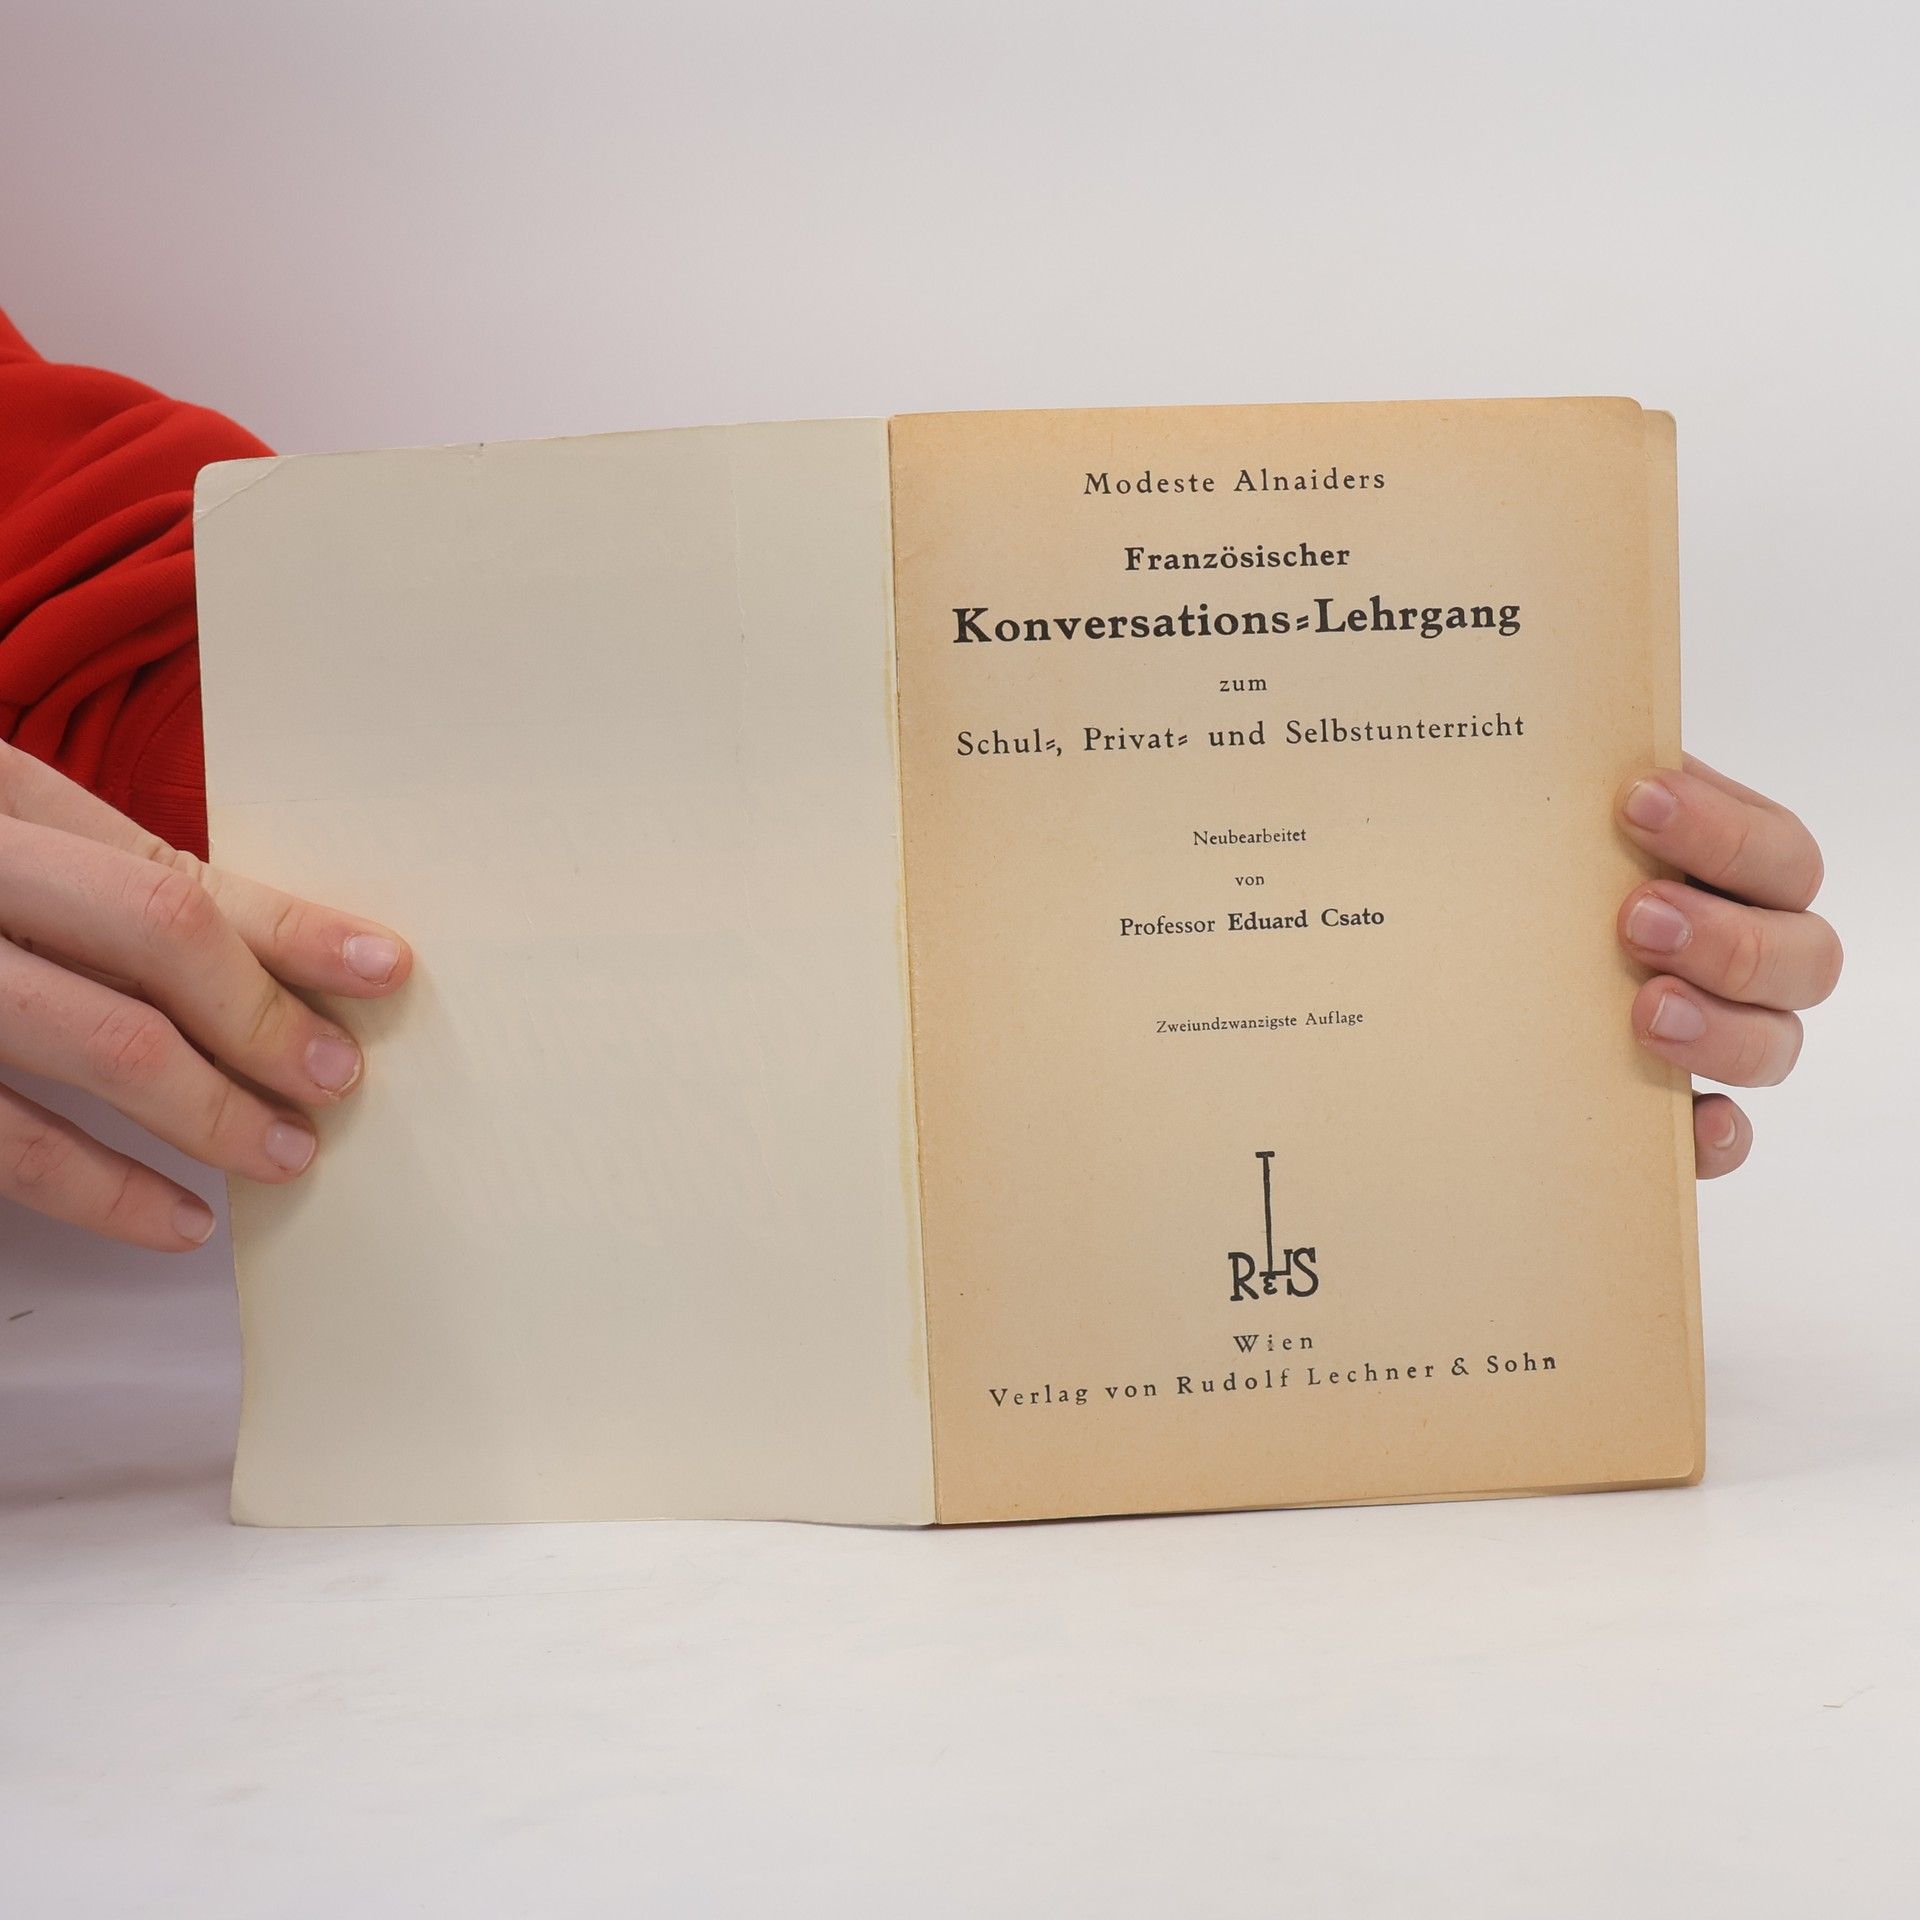 Modeste Alnaiders
Französischer
Konversations⸗Lehrgang
zum
Schul⸗, Privat⸗ und Selbstunterricht
Neubearbeitet
von
Professor Eduard Csato
Zweiundzwanzigste Auflage
R L & S
Wien
Verlag von Rudolf Lechner & Sohn